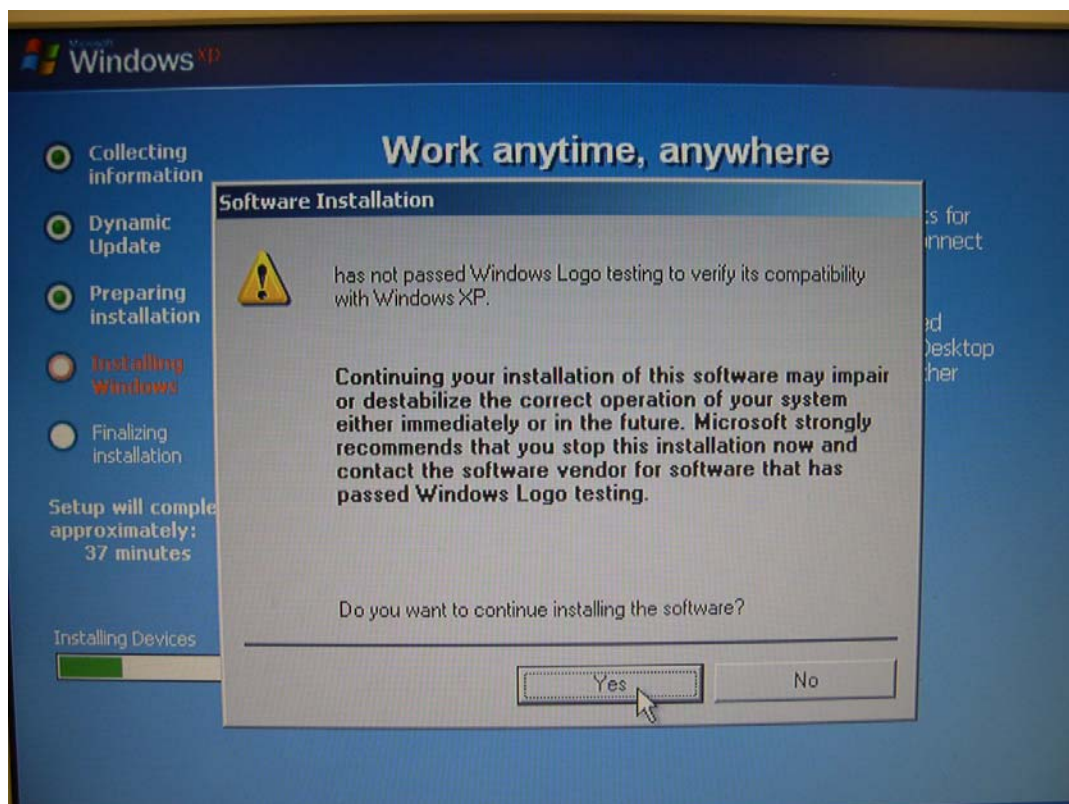 Microsoft
Windows xp
Work anytime, anywhere
Collecting
information
Dynamic
Update
Preparing
installation
Installing
Windows
Finalizing
installation
Setup will comple
approximately:
37 minutes
Installing Devices
Software Installation
has not passed Windows Logo testing to verify its compatibility
with Windows XP.
Continuing your installation of this software may impair
or destabilize the correct operation of your system
either immediately or in the future. Microsoft strongly
recommends that you stop this installation now and
contact the software vendor for software that has
passed Windows Logo testing.
Do you want to continue installing the software?
Yes
No
s for
nnect
ed
Desktop
her